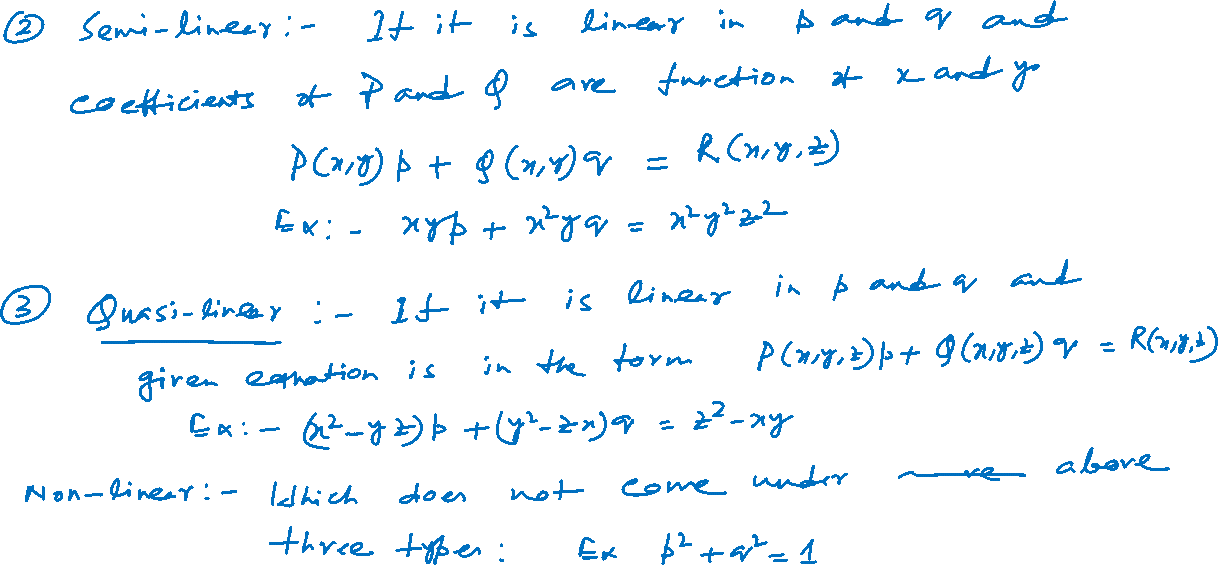 ② Semi-linear :- If it is linear in p and q and
coefficients of P and Q are function of x and y.
P(x,y) p + Q(x,y) q = R(x,y,z)
Ex :- xyp + x²yq = x²y²z²
③ Quasi-linear :- If it is linear in p and q and
given equation is in the form P(x,y,z)p + Q(x,y,z) q = R(x,y,z)
Ex :- (x²-yz)p + (y²-zx)q = z²-xy
Non-linear :- Which does not come under above
three types : Ex p² + q² = 1